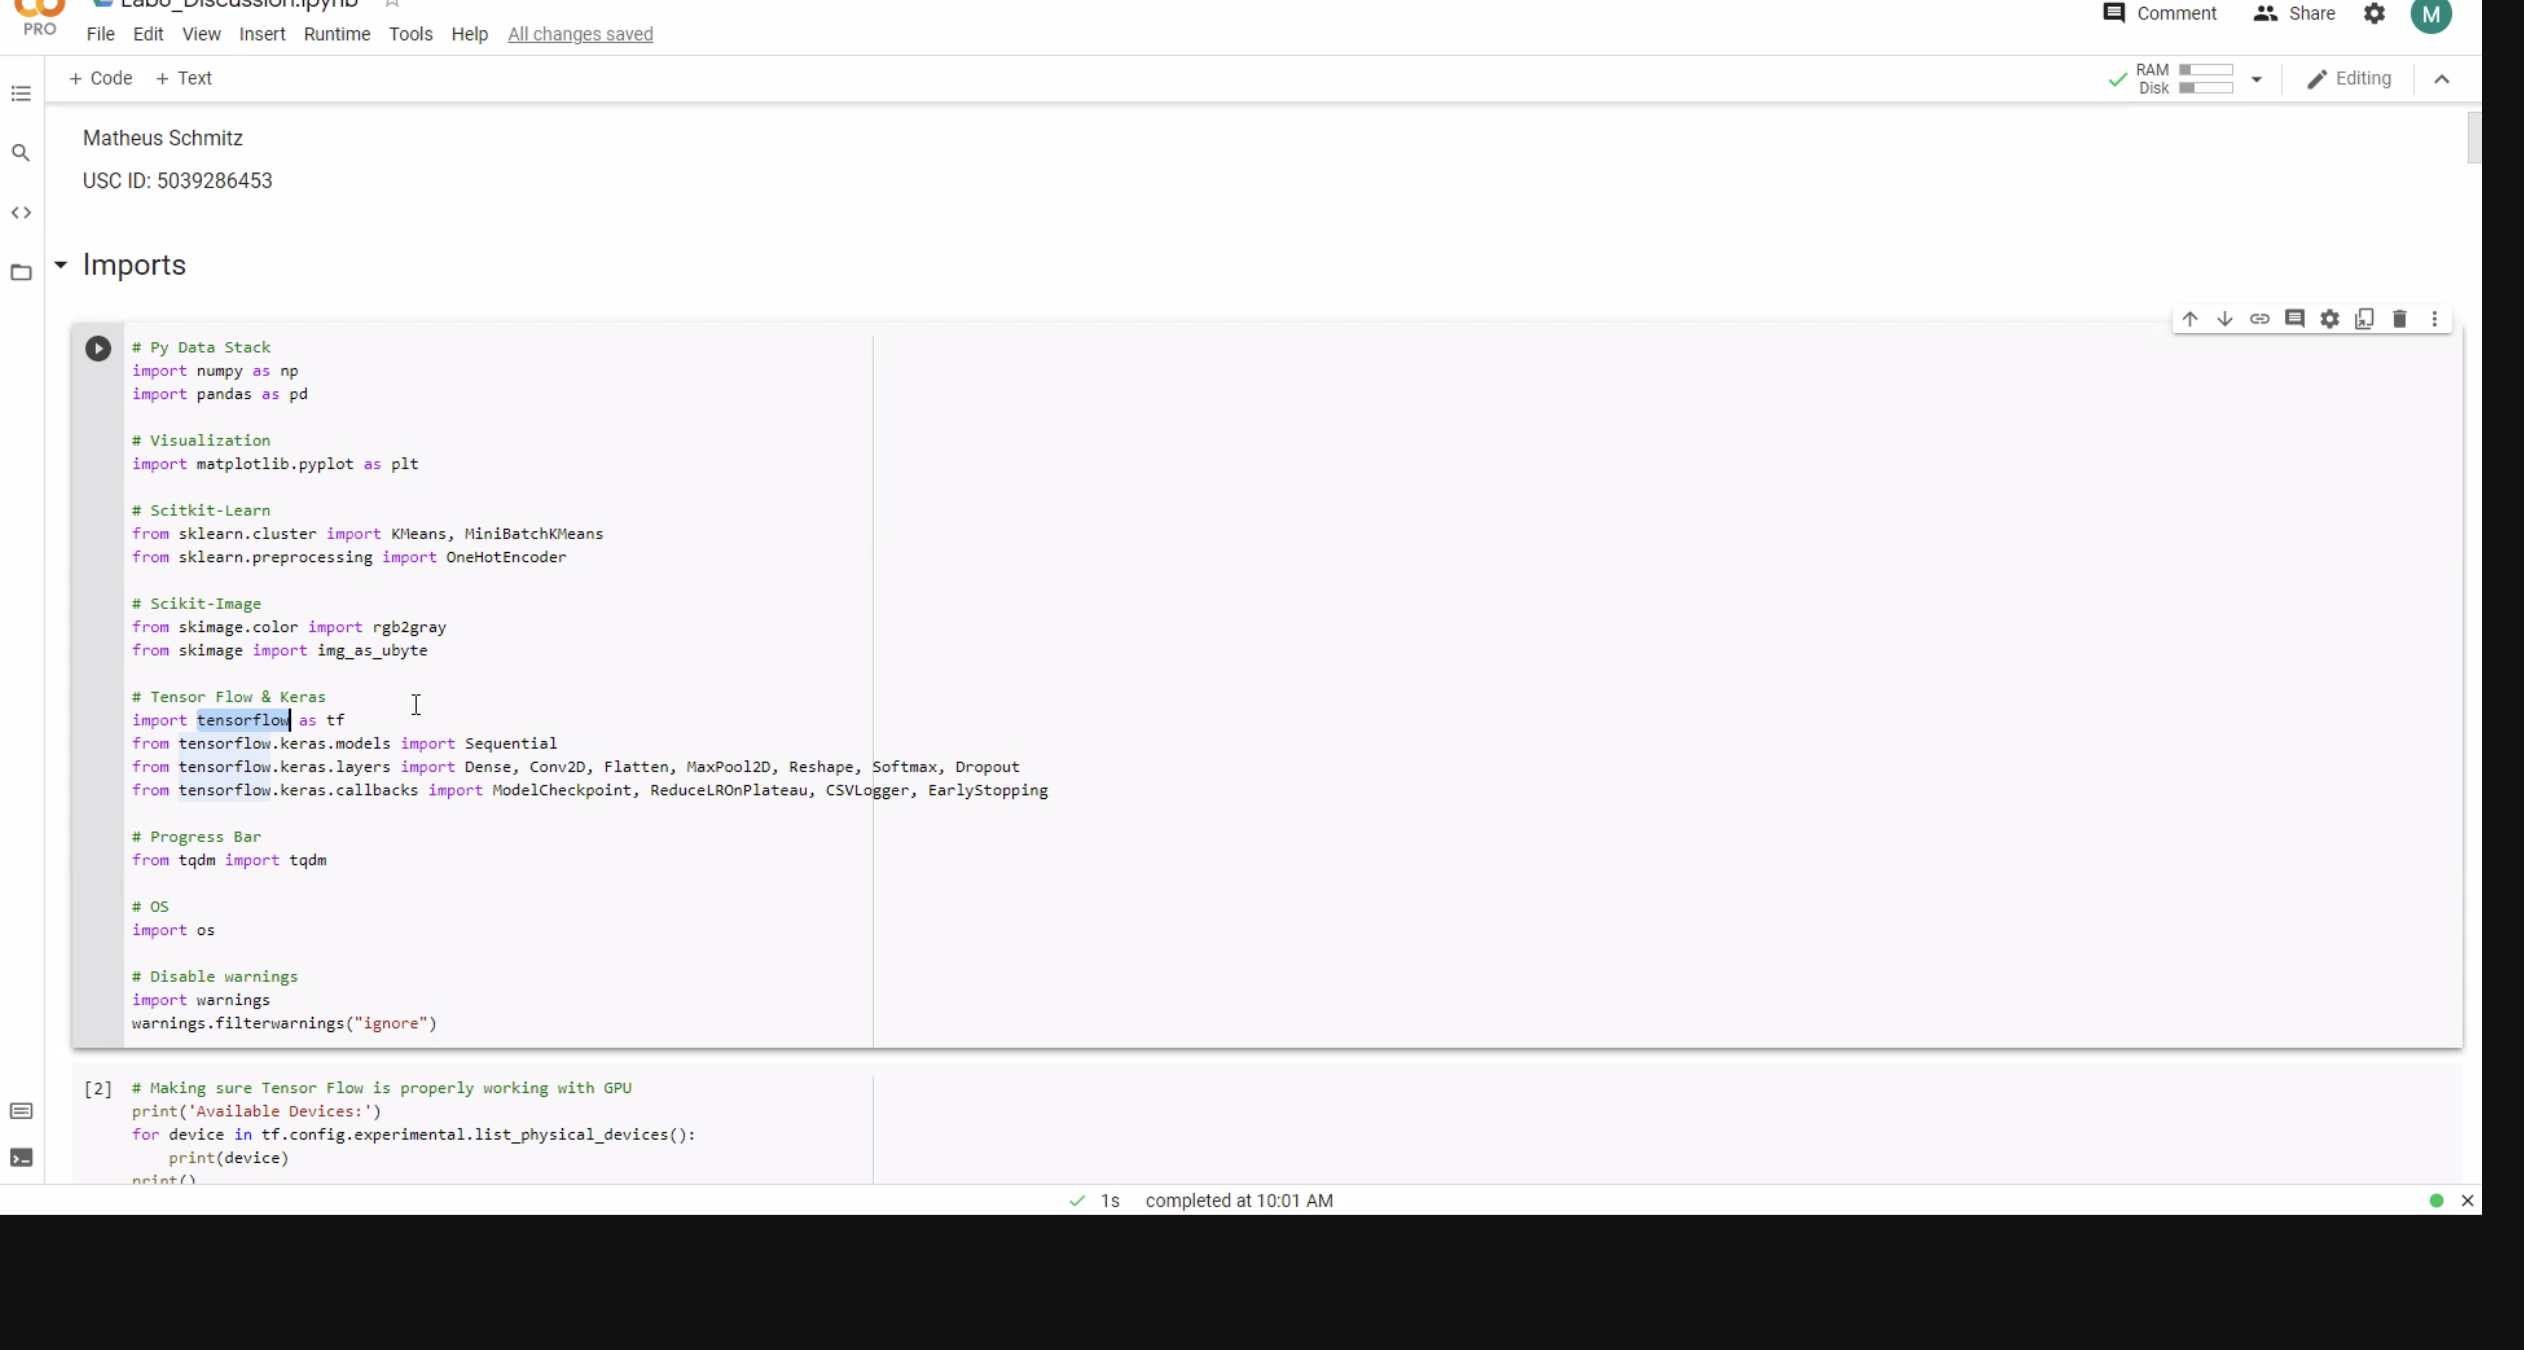 Lab8_Discussion.ipynb
PRO
File Edit View Insert Runtime Tools Help All changes saved
Comment Share M
+ Code + Text
RAM
Disk
Editing
Matheus Schmitz
USC ID: 5039286453
Imports
# Py Data Stack
import numpy as np
import pandas as pd
# Visualization
import matplotlib.pyplot as plt
# Scitkit-Learn
from sklearn.cluster import KMeans, MiniBatchKMeans
from sklearn.preprocessing import OneHotEncoder
# Scikit-Image
from skimage.color import rgb2gray
from skimage import img_as_ubyte
# Tensor Flow & Keras
import tensorflow as tf
from tensorflow.keras.models import Sequential
from tensorflow.keras.layers import Dense, Conv2D, Flatten, MaxPool2D, Reshape, Softmax, Dropout
from tensorflow.keras.callbacks import ModelCheckpoint, ReduceLROnPlateau, CSVLogger, EarlyStopping
# Progress Bar
from tqdm import tqdm
# OS
import os
# Disable warnings
import warnings
warnings.filterwarnings("ignore")
[2] # Making sure Tensor Flow is properly working with GPU
print('Available Devices:')
for device in tf.config.experimental.list_physical_devices():
print(device)
print()
1s completed at 10:01 AM